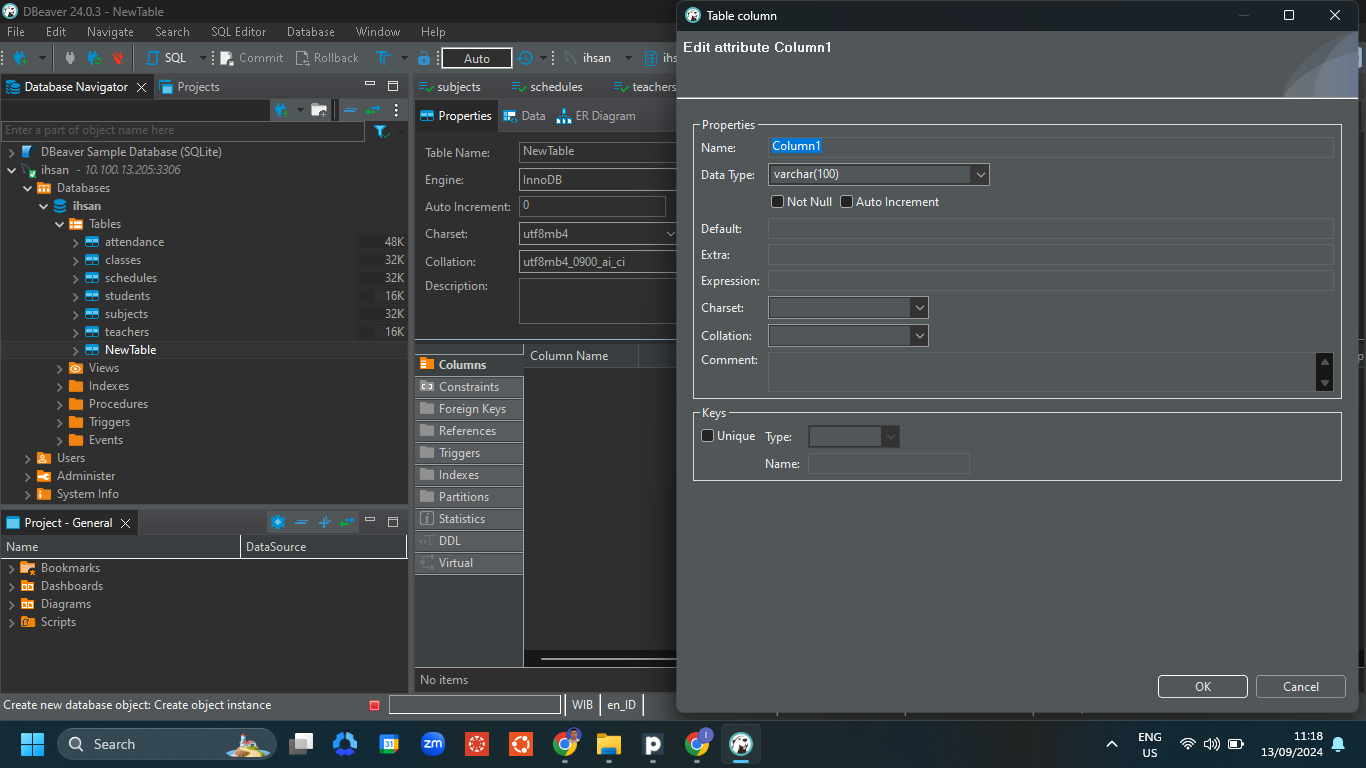 DBeaver 24.0.3 - NewTable
File Edit Navigate Search SQL Editor Database Window Help
SQL Commit Rollback Auto ihsan
Database Navigator Projects
Enter a part of object name here
DBeaver Sample Database (SQLite)
ihsan - 10.100.13.205:3306
Databases
ihsan
Tables
attendance 48K
classes 32K
schedules 32K
students 16K
subjects 32K
teachers 16K
NewTable
Views
Indexes
Procedures
Triggers
Events
Users
Administer
System Info
Project - General
Name DataSource
Bookmarks
Dashboards
Diagrams
Scripts
subjects schedules teachers
Properties Data ER Diagram
Table Name: NewTable
Engine: InnoDB
Auto Increment: 0
Charset: utf8mb4
Collation: utf8mb4_0900_ai_ci
Description:
Columns
Constraints
Foreign Keys
References
Triggers
Indexes
Partitions
Statistics
DDL
Virtual
Column Name
No items
Table column
Edit attribute Column1
Properties
Name: Column1
Data Type: varchar(100)
Not Null Auto Increment
Default:
Extra:
Expression:
Charset:
Collation:
Comment:
Keys
Unique Type:
Name:
OK Cancel
Create new database object: Create object instance
WIB en_ID
Search
zm
ENG
US
11:18
13/09/2024